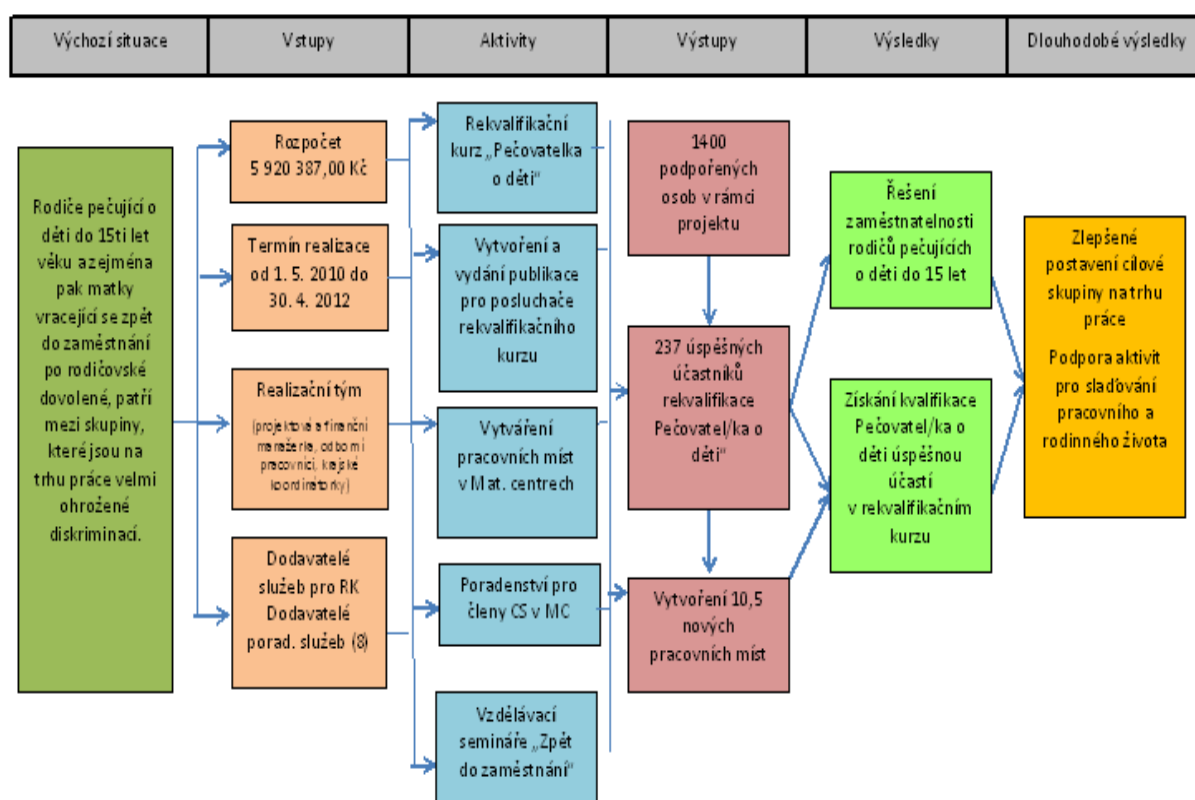 Výchozí situace
Vstupy
Aktivity
Výstupy
Výsledky
Dlouhodobé výsledky
Rodiče pečující o
děti do 15ti let
věku a zejména
pak matky
vracející se zpět
do zaměstnání
po rodičovské
dovolené, patří
mezi skupiny,
které jsou na
trhu práce velmi
ohrožené
diskriminací.
Rozpočet
5 920 387,00 Kč
Termín realizace
od 1. 5. 2010 do
30. 4. 2012
Realizační tým
(projektové a finanční
manažerka, odborní
pracovníci, krajské
koordinátorky)
Dodavatelé
služeb pro RK
Dodavatelé
porad. služeb (8)
Rekvalifikační
kurz „Pečovatelka
o děti“
Vytvoření a
vydání publikace
pro posluchače
rekvalifikačního
kurzu
Vytváření
pracovních míst
v Mat. centrech
Poradenství pro
členy CS v MC
Vzdělávací
semináře „Zpět
do zaměstnání“
1400
podpořených
osob v rámci
projektu
237 úspěšných
účastníků
rekvalifikace
Pečovatel/ka o
děti“
Vytvoření 10,5
nových
pracovních míst
Řešení
zaměstnatelnosti
rodičů pečujících
o děti do 15 let
Získání kvalifikace
Pečovatel/ka o
děti úspěšnou
účastí
v rekvalifikačním
kurzu
Zlepšené
postavení cílové
skupiny na trhu
práce
Podpora aktivit
pro slaďování
pracovního a
rodinného života